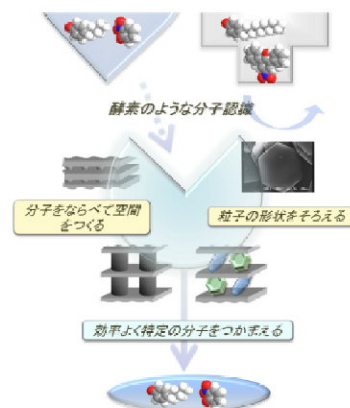 酵素のような分子認識
分子をならべて空間
をつくる
粒子の形状をそろえる
効率よく特定の分子をつかまえる